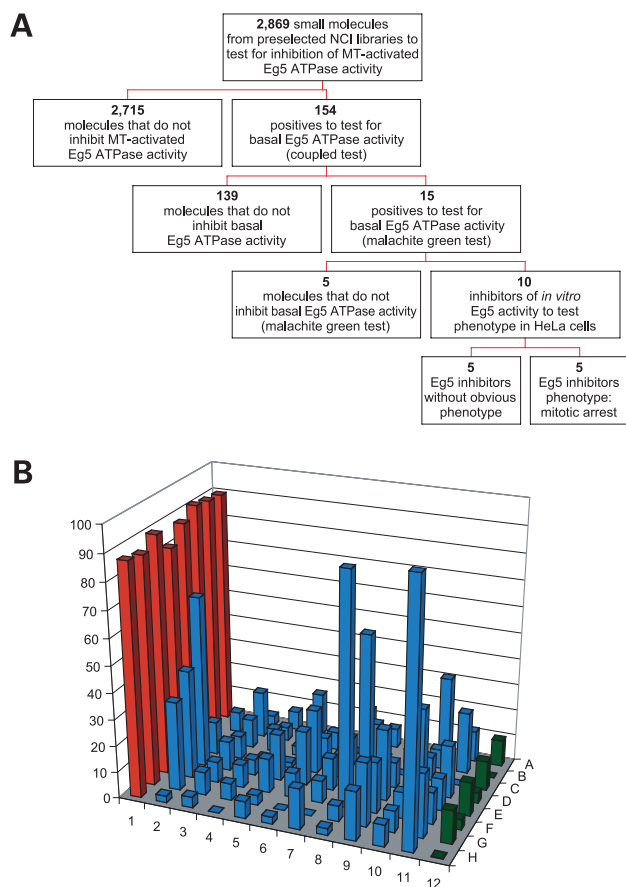 A
2,869 small molecules
from preselected NCI libraries to
test for inhibition of MT-activated
Eg5 ATPase activity
2,715
molecules that do not
inhibit MT-activated
Eg5 ATPase activity
154
positives to test for
basal Eg5 ATPase activity
(coupled test)
139
molecules that do not
inhibit basal
Eg5 ATPase activity
15
positives to test for
basal Eg5 ATPase activity
(malachite green test)
5
molecules that do not
inhibit basal Eg5 ATPase activity
(malachite green test)
10
inhibitors of in vitro
Eg5 activity to test
phenotype in HeLa cells
5
Eg5 inhibitors
without obvious
phenotype
5
Eg5 inhibitors
phenotype:
mitotic arrest
B
100
90
80
70
60
50
40
30
20
10
0
1
2
3
4
5
6
7
8
9
10
11
12
A
B
C
D
E
F
G
H